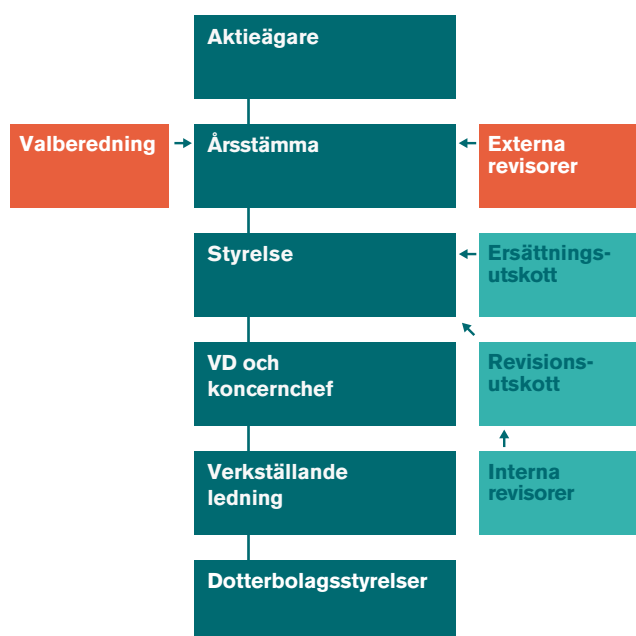 Aktieägare
Valberedning
Årsstämma
Externa
revisorer
Styrelse
Ersättnings-
utskott
VD och
koncernchef
Revisions-
utskott
Verkställande
ledning
Interna
revisorer
Dotterbolagsstyrelser